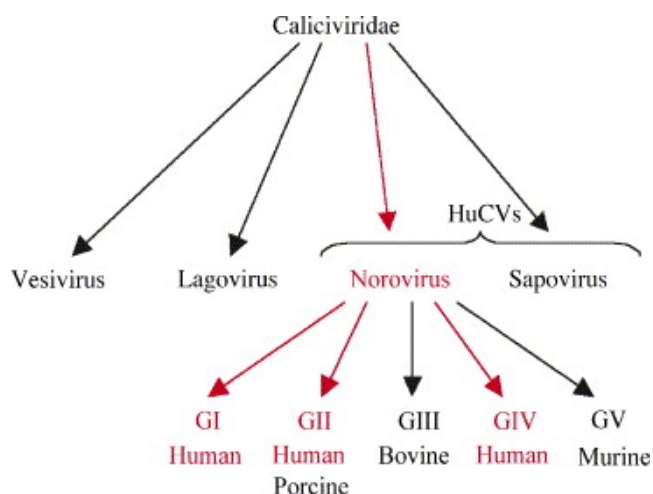 Caliciviridae
HuCVs
Vesivirus Lagovirus Norovirus Sapovirus
GI GII GIII GIV GV
Human Human Bovine Human Murine
Porcine